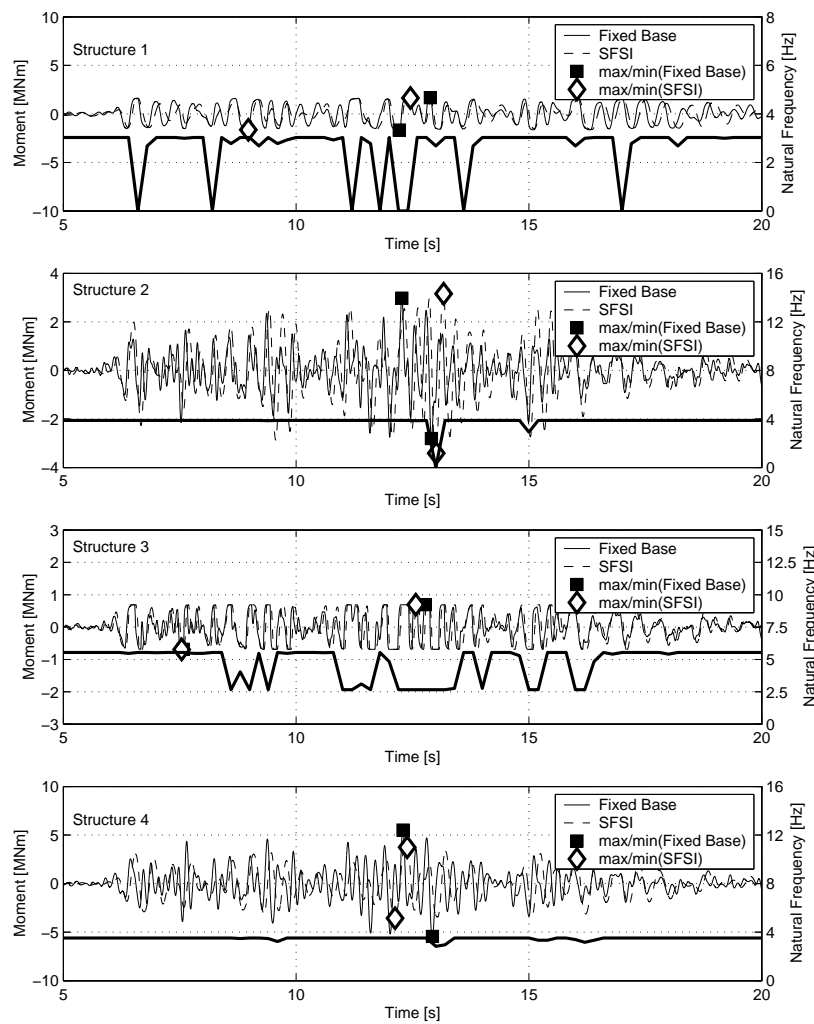 Structure 1
Moment [MNm]
10
5
0
−5
−10
Fixed Base
SFSI
max/min(Fixed Base)
max/min(SFSI)
8
6
4
2
0
Natural Frequency [Hz]
5 10 15 20
Time [s]
Structure 2
Moment [MNm]
4
2
0
−2
−4
Fixed Base
SFSI
max/min(Fixed Base)
max/min(SFSI)
16
12
8
4
0
Natural Frequency [Hz]
5 10 15 20
Time [s]
Structure 3
Moment [MNm]
3
2
1
0
−1
−2
−3
Fixed Base
SFSI
max/min(Fixed Base)
max/min(SFSI)
15
12.5
10
7.5
5
2.5
0
Natural Frequency [Hz]
5 10 15 20
Time [s]
Structure 4
Moment [MNm]
10
5
0
−5
−10
Fixed Base
SFSI
max/min(Fixed Base)
max/min(SFSI)
16
12
8
4
0
Natural Frequency [Hz]
5 10 15 20
Time [s]